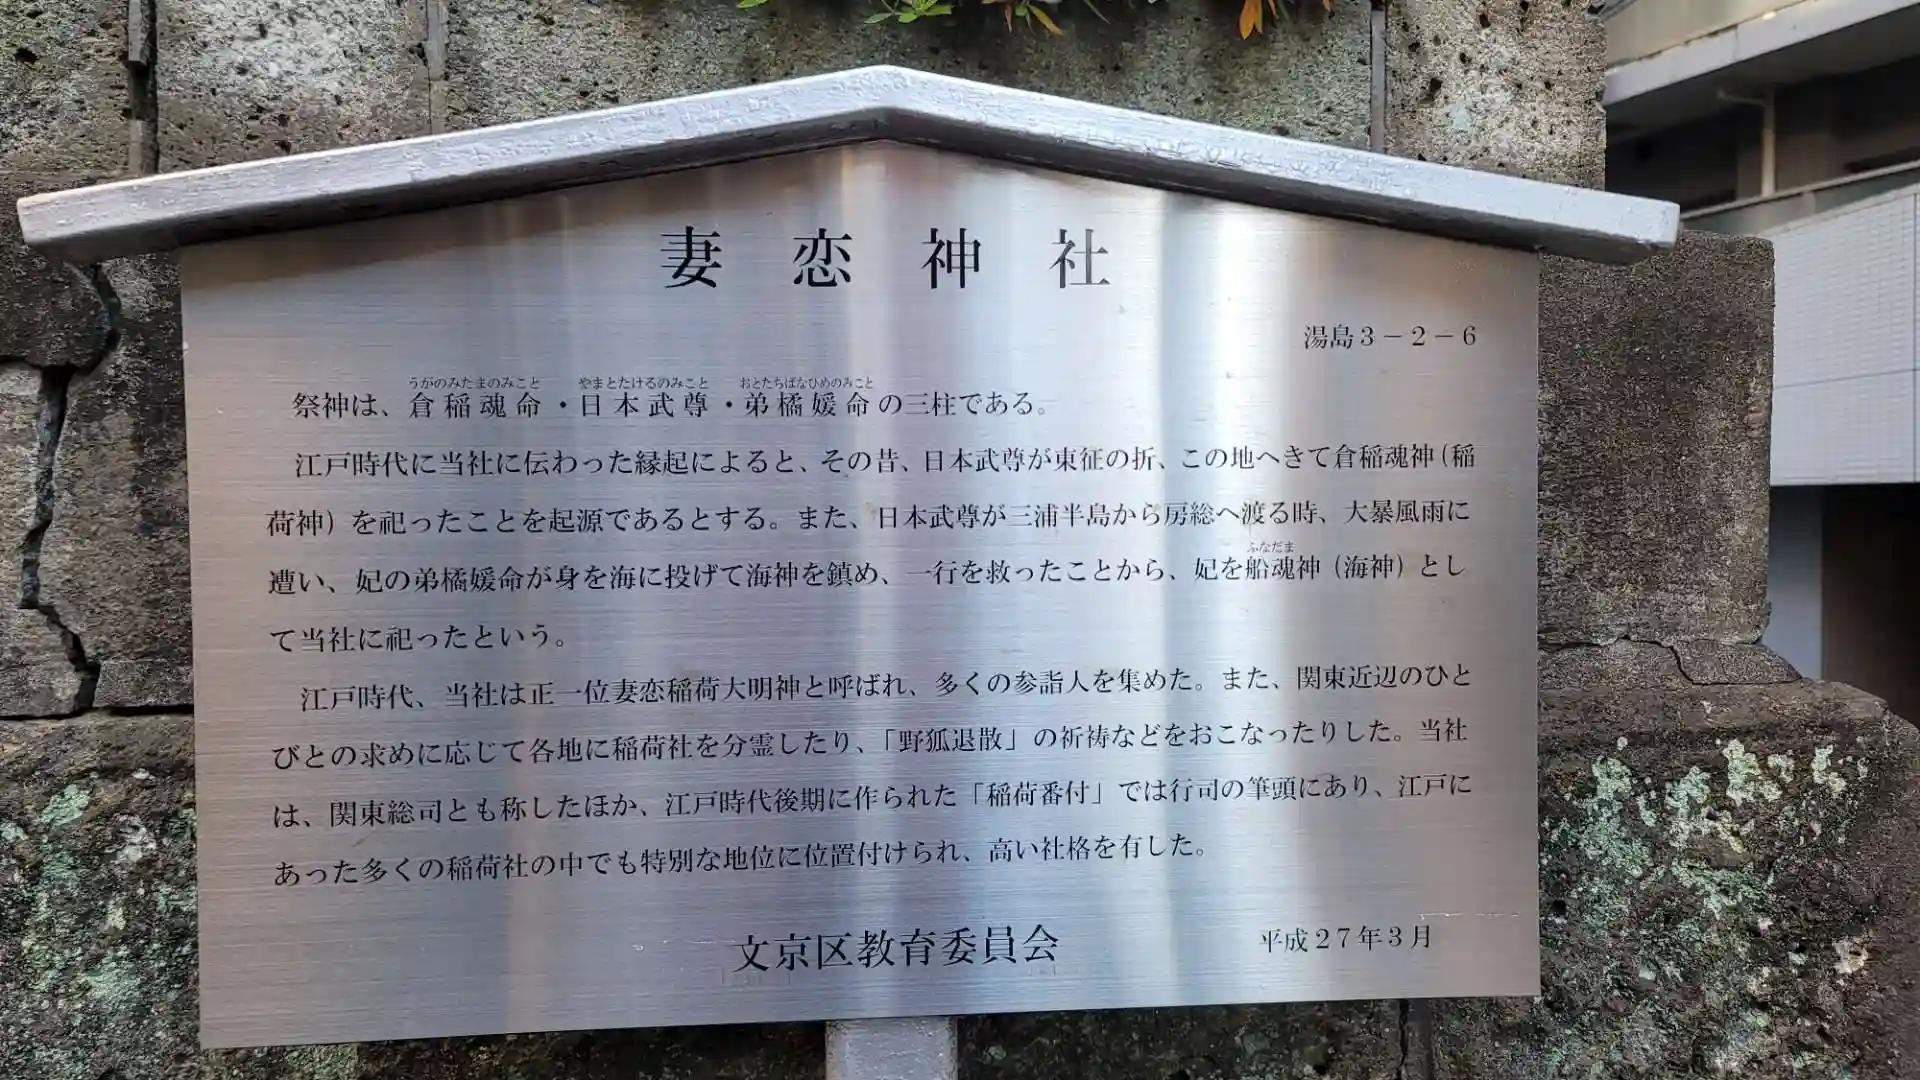 妻恋神社
湯島3-2-6
うがのみたまのみこと やまとたけるのみこと おとたちばなひめのみこと
祭神は、倉稲魂命・日本武尊・弟橘媛命の三柱である。
江戸時代に当社に伝わった縁起によると、その昔、日本武尊が東征の折、この地へきて倉稲魂神(稲
荷神)を祀ったことを起源であるとする。また、日本武尊が三浦半島から房総へ渡る時、大暴風雨に
ふなだま
遭い、妃の弟橘媛命が身を海に投げて海神を鎮め、一行を救ったことから、妃を船魂神(海神)とし
て当社に祀ったという。
江戸時代、当社は正一位妻恋稲荷大明神と呼ばれ、多くの参詣人を集めた。また、関東近辺のひと
びとの求めに応じて各地に稲荷社を分霊したり、「野狐退散」の祈祷などをおこなったりした。当社
は、関東総司とも称したほか、江戸時代後期に作られた「稲荷番付」では行司の筆頭にあり、江戸に
あった多くの稲荷社の中でも特別な地位に位置付けられ、高い社格を有した。
文京区教育委員会
平成27年3月